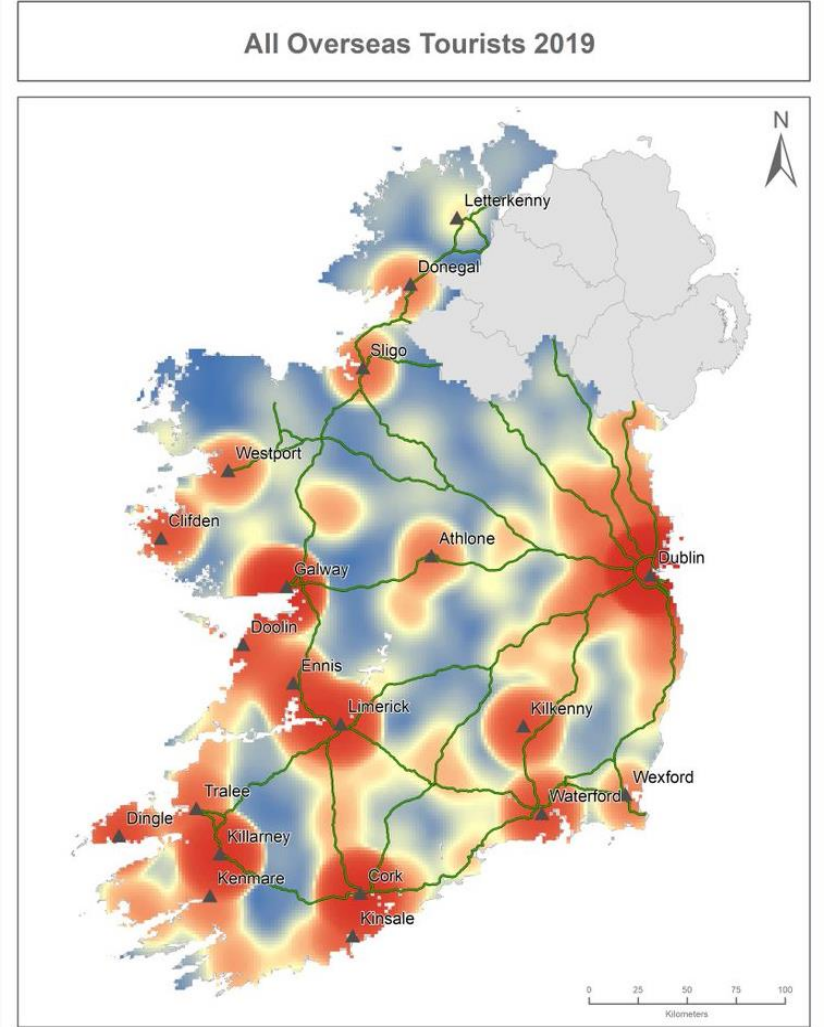 All Overseas Tourists 2019
N
Letterkenny
Donegal
Sligo
Westport
Clifden
Athlone
Dublin
Galway
Doolin
Ennis
Limerick
Kilkenny
Wexford
Tralee
Waterford
Dingle
Killarney
Cork
Kenmare
Kinsale
0 25 50 75 100
Kilometers